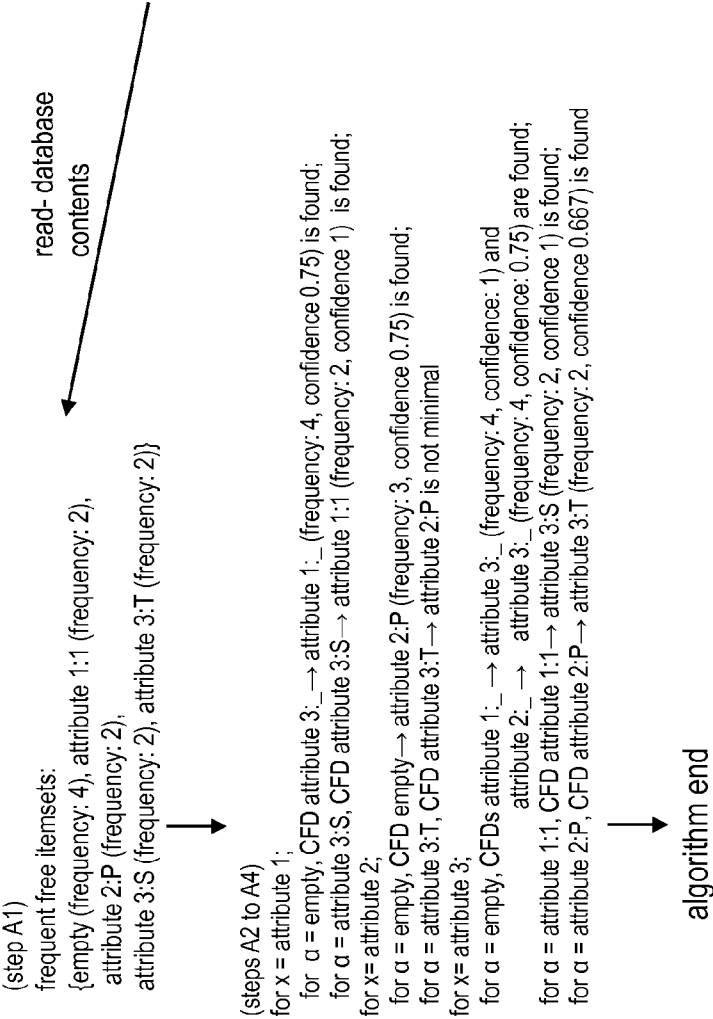 read- database
contents
(step A1)
frequent free itemsets:
{empy (frequency: 4), attribute 1:1 (frequency: 2),
attribute 2:P (frequency: 2),
attribute 3:S (frequency: 2), attribute 3:T (frequency: 2)}
(steps A2 to A4)
for x = attribute 1;
for α = empty, CFD attribute 3:_→ attribute 1:_ (frequency: 4, confidence 0.75) is found;
for α = attribute 3:S, CFD attribute 3:S→ attribute 1:1 (frequency: 2, confidence 1) is found;
for x= attribute 2;
for α = empty, CFD empty→ attribute 2:P (frequency: 3, confidence 0.75) is found;
for α = attribute 3:T, CFD attribute 3:T→ attribute 2:P is not minimal
for x= attribute 3;
for α = empty, CFDs attribute 1:_ → attribute 3:_ (frequency: 4, confidence: 1) and
attribute 2:_ → attribute 3:_ (frequency: 4, confidence: 0.75) are found;
for α = attribute 1:1, CFD attribute 1:1→ attribute 3:S (frequency: 2, confidence 1) is found;
for α = attribute 2:P, CFD attribute 2:P→ attribute 3:T (frequency: 2, confidence 0.667) is found
algorithm end